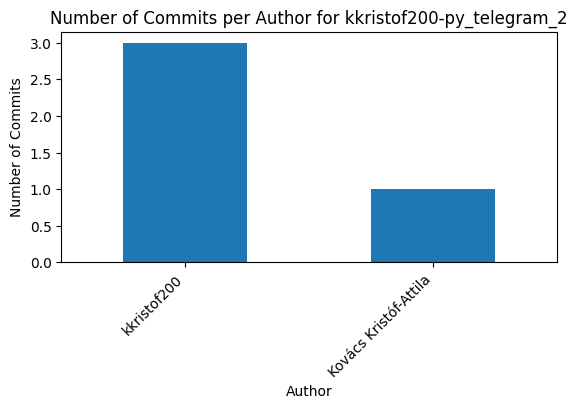 Number of Commits per Author for kkristof200-py_telegram_2
3.0
2.5
2.0
1.5
1.0
0.5
0.0
Number of Commits
kkristof200
Kovács Kristóf-Attila
Author